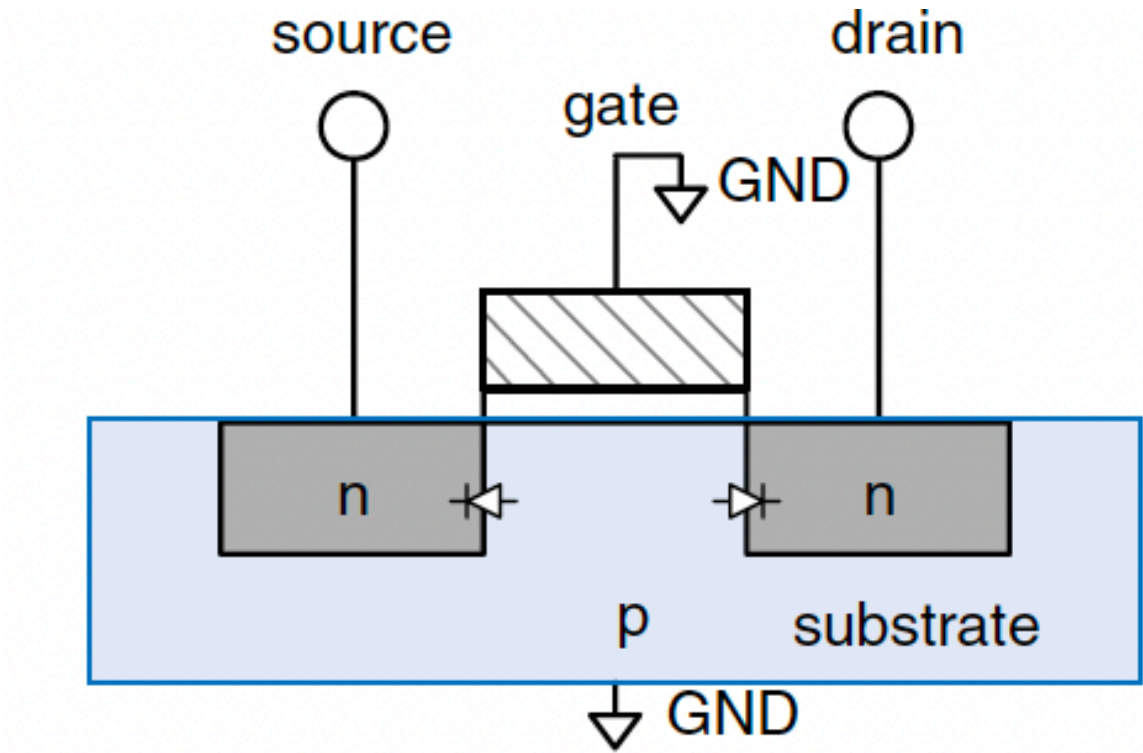 source
drain
gate
GND
n
n
p
substrate
GND